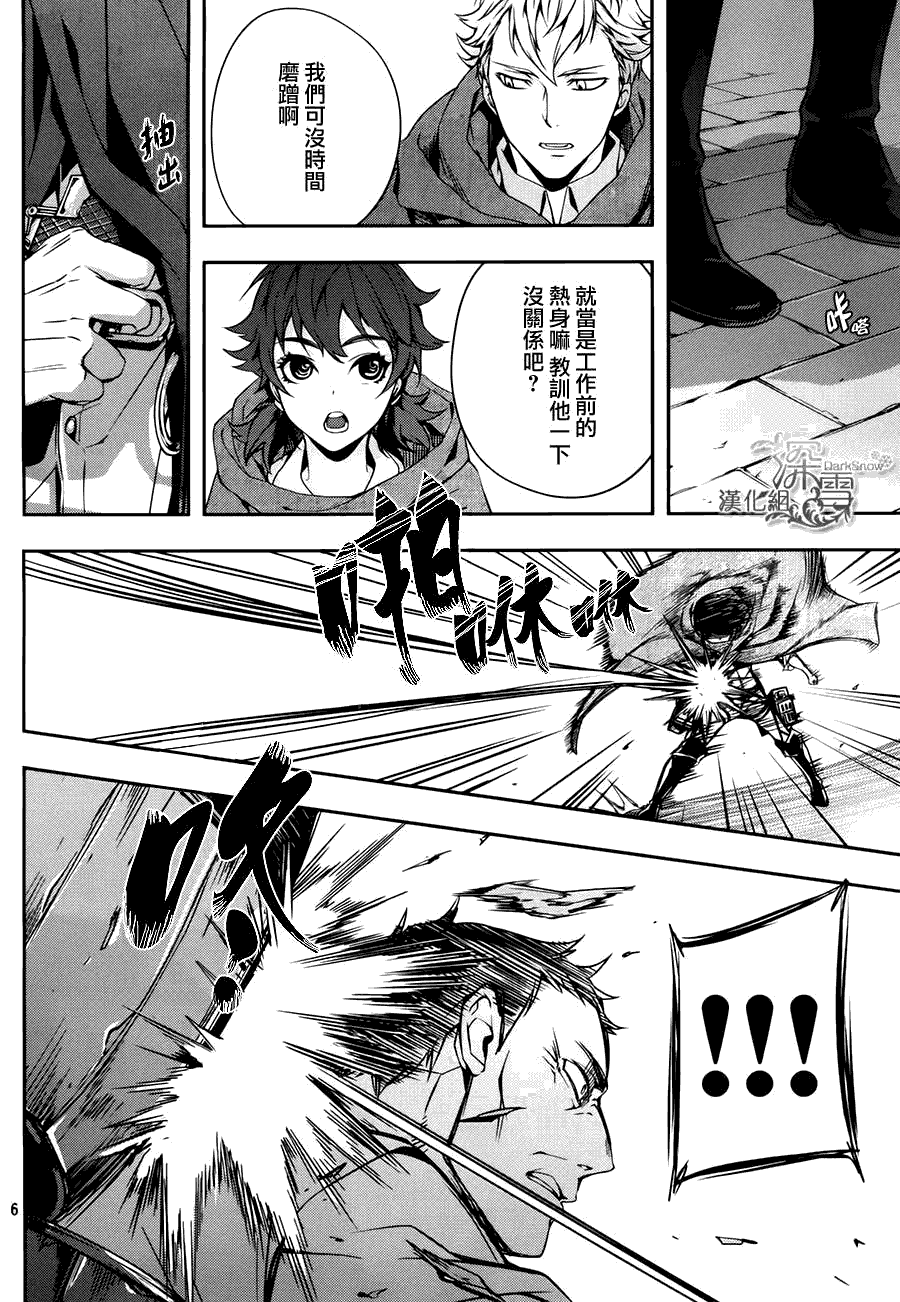 咔
嗒
我們可沒時間
磨蹭啊
就當是工作前的
熱身嘛 教訓他一下
沒關係吧？
抽出
DarkSnow
深雪
漢化組
啪咻咻
咚！
!!!
6